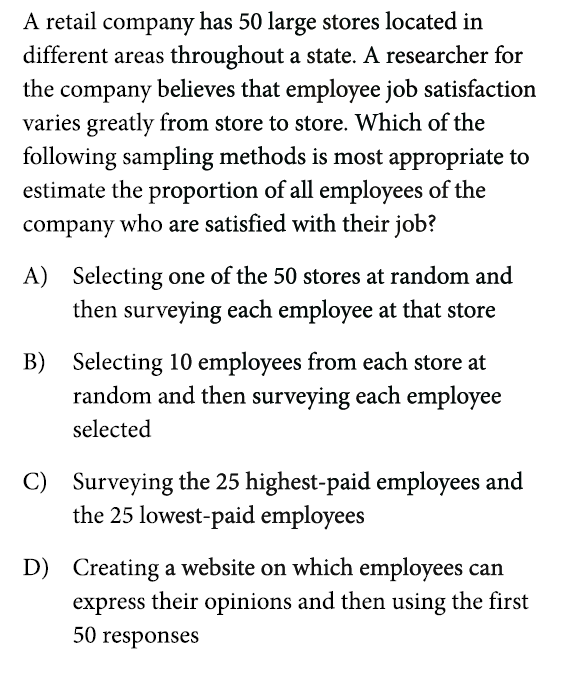 A retail company has 50 large stores located in
different areas throughout a state. A researcher for
the company believes that employee job satisfaction
varies greatly from store to store. Which of the
following sampling methods is most appropriate to
estimate the proportion of all employees of the
company who are satisfied with their job?
A) Selecting one of the 50 stores at random and
then surveying each employee at that store
B) Selecting 10 employees from each store at
random and then surveying each employee
selected
C) Surveying the 25 highest-paid employees and
the 25 lowest-paid employees
D) Creating a website on which employees can
express their opinions and then using the first
50 responses